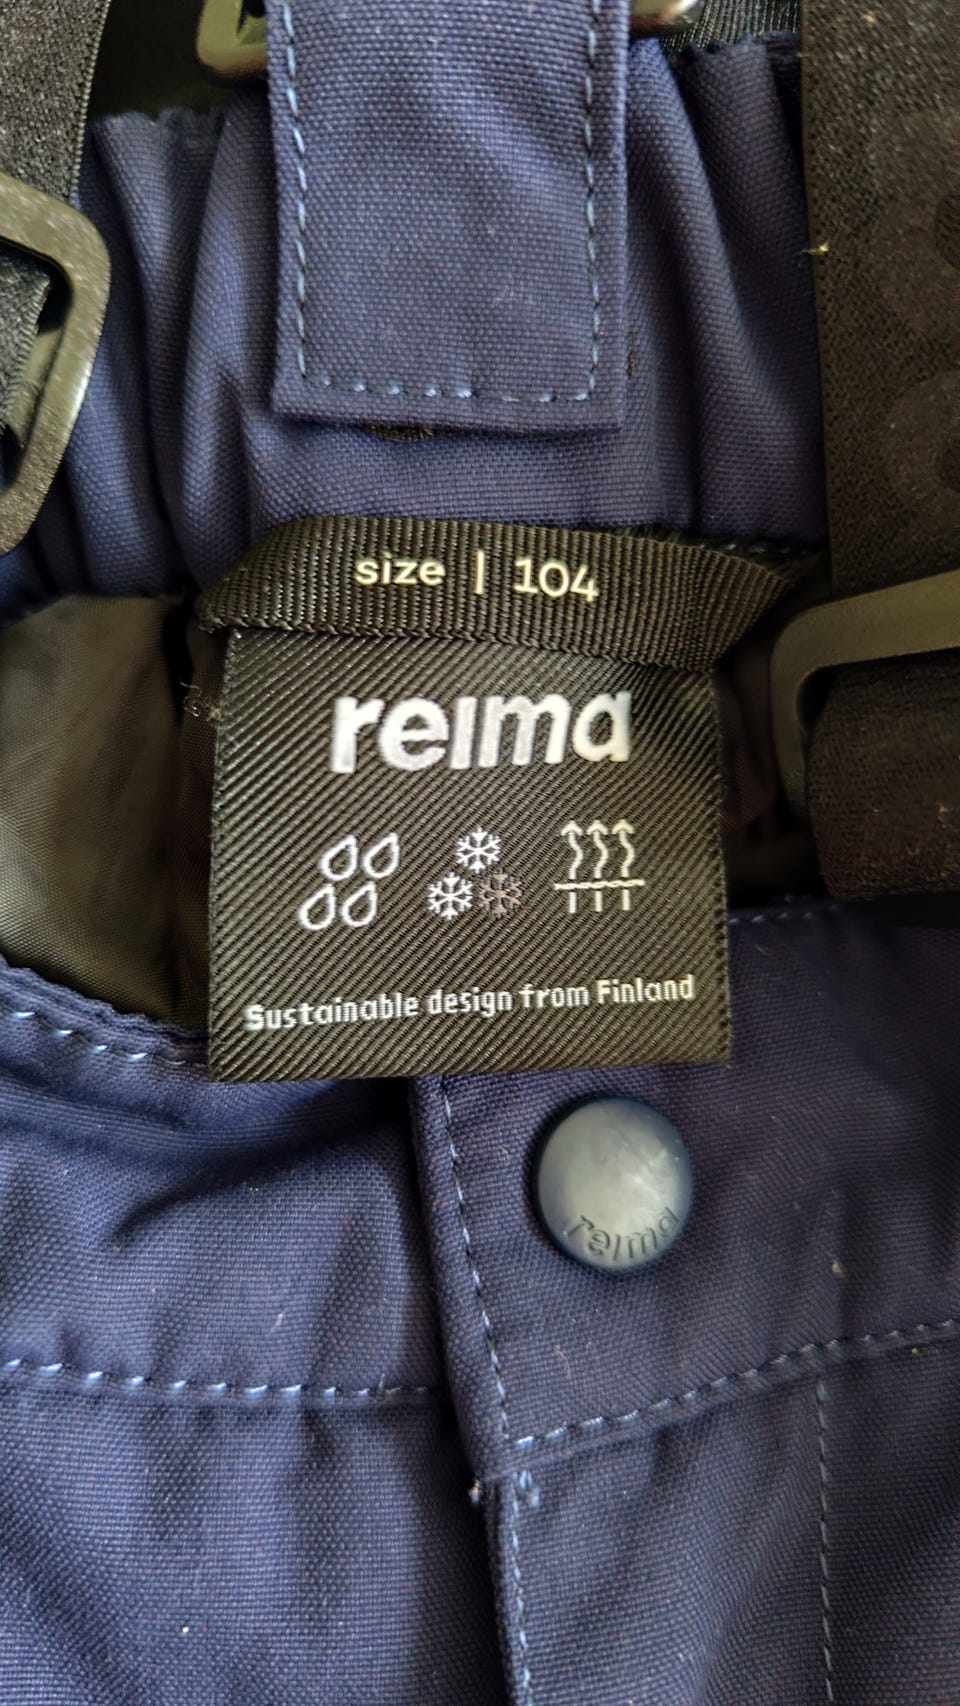 size | 104
reima
Sustainable design from Finland
reima